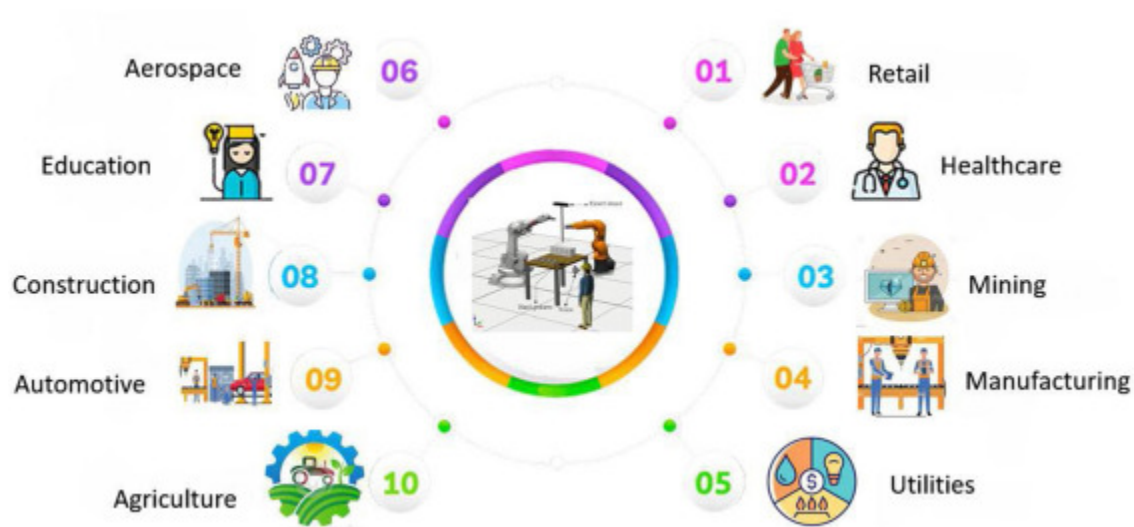 01 Retail
02 Healthcare
03 Mining
04 Manufacturing
05 Utilities
Aerospace 06
Education 07
Construction 08
Automotive 09
Agriculture 10
$